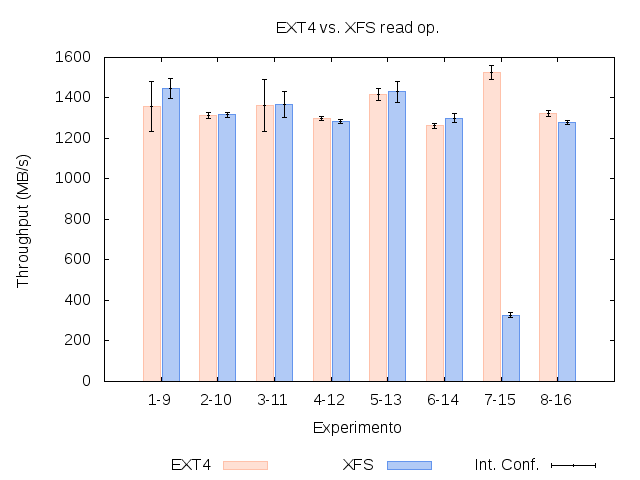 EXT4 vs. XFS read op.
1600
1400
1200
1000
800
600
400
200
0
Throughput (MB/s)
1-9 2-10 3-11 4-12 5-13 6-14 7-15 8-16
Experimento
EXT4 XFS Int. Conf.